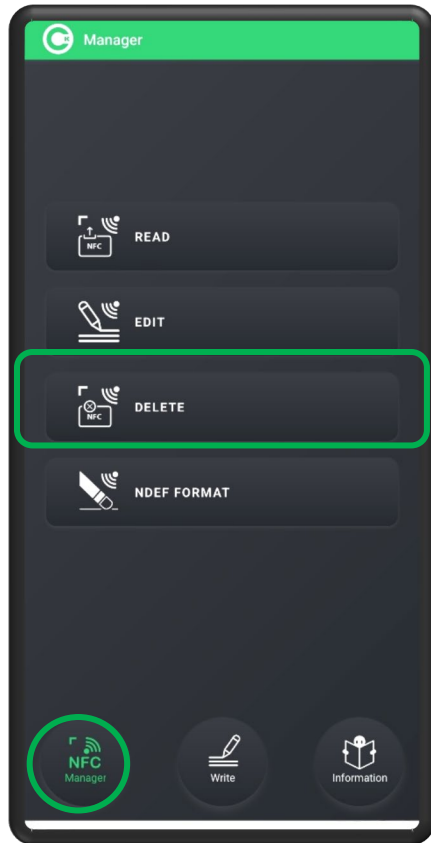 Manager
READ
NFC
EDIT
DELETE
NFC
NDEF FORMAT
NFC
Manager
Write
Information